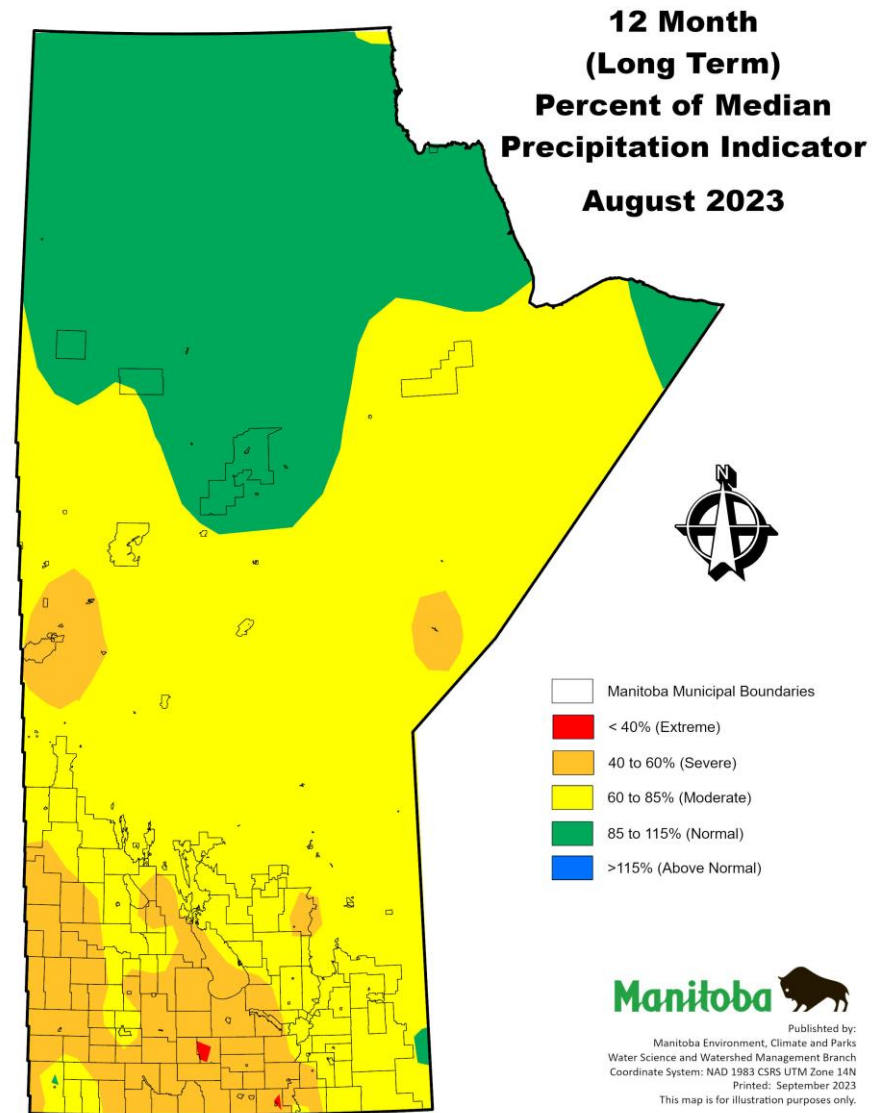 12 Month
(Long Term)
Percent of Median
Precipitation Indicator
August 2023
N
Manitoba Municipal Boundaries
< 40% (Extreme)
40 to 60% (Severe)
60 to 85% (Moderate)
85 to 115% (Normal)
>115% (Above Normal)
Manitoba
Publishted by:
Manitoba Environment, Climate and Parks
Water Science and Watershed Management Branch
Coordinate System: NAD 1983 CSRS UTM Zone 14N
Printed: September 2023
This map is for illustration purposes only.